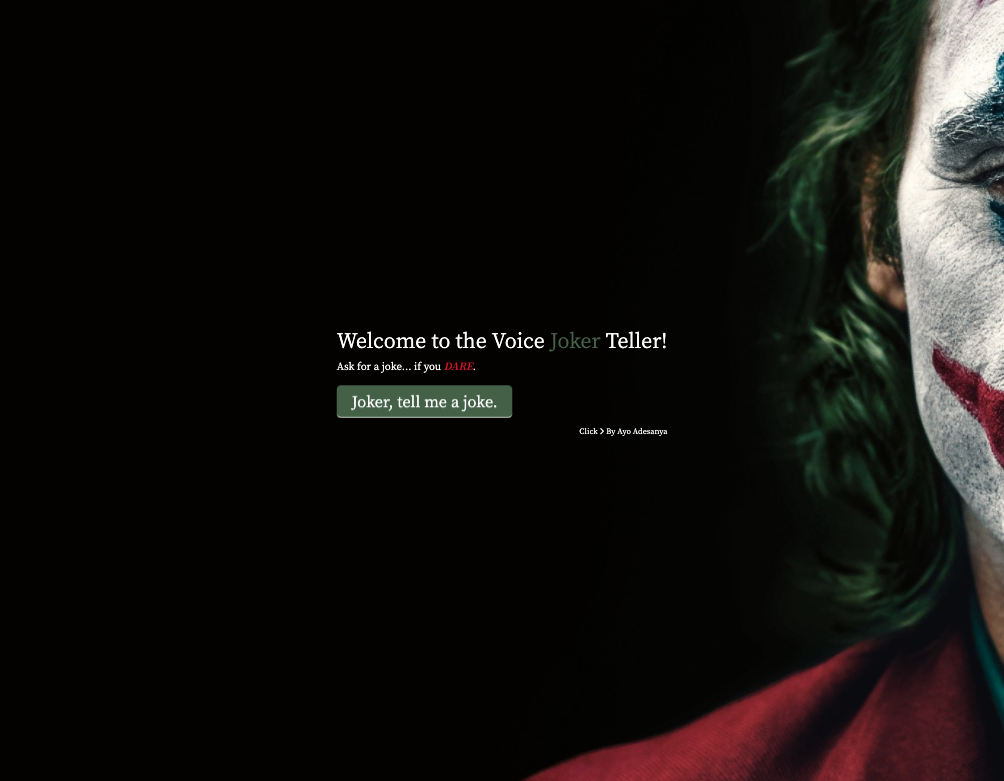 Welcome to the Voice Joker Teller!
Ask for a joke... if you DARE.
Joker, tell me a joke.
Click > By Ayo Adesanya